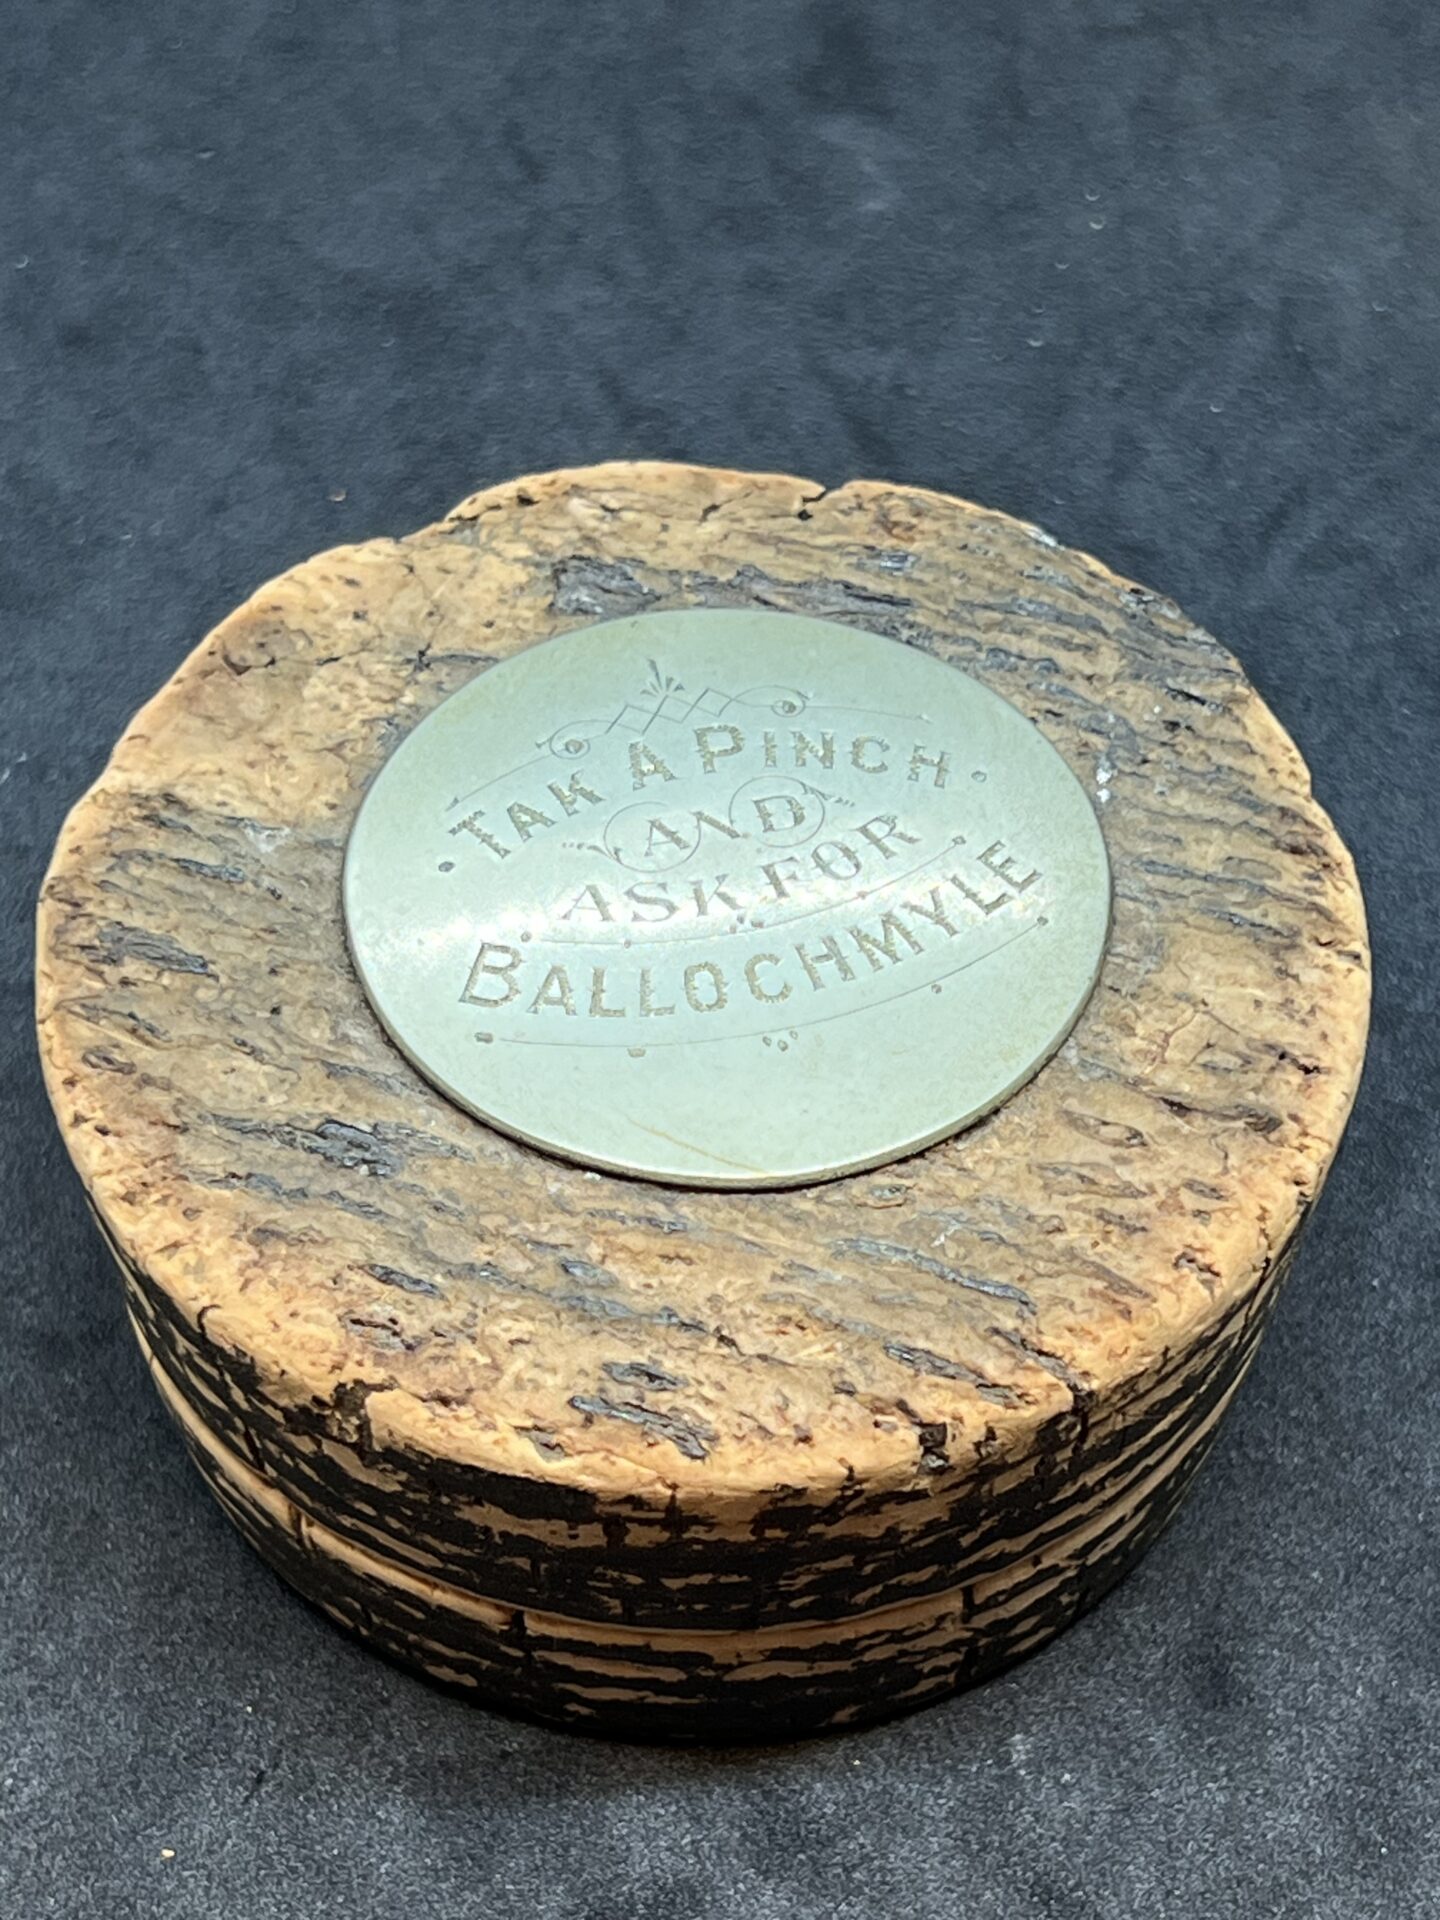 TAK A PINCH
AND
ASK FOR
BALLOCHMYLE